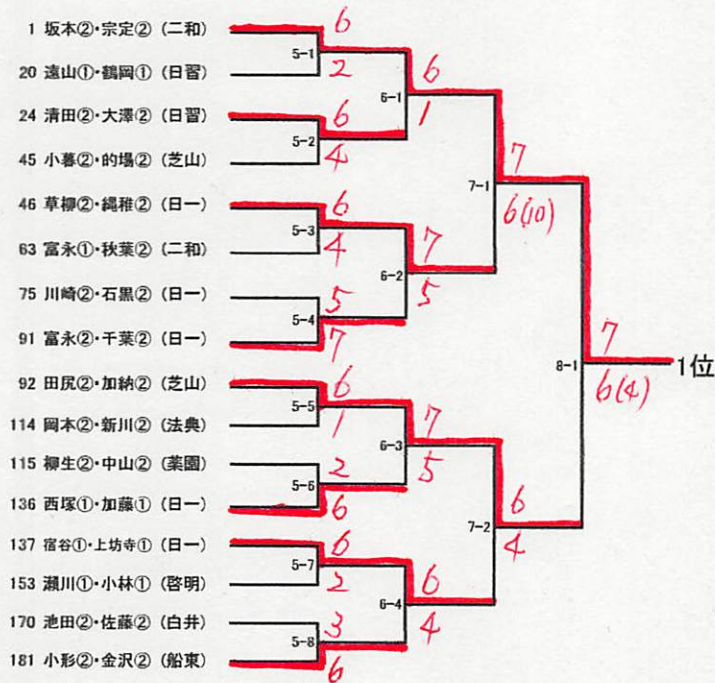 1 坂本②・宗定② (二和)
6
5-1
20 遠山①・鶴岡① (日習)
2
6
6-1
1
24 清田②・大澤② (日習)
6
5-2
45 小暮②・的場② (芝山)
4
7
7-1
6(10)
46 草柳②・縄稚② (日一)
6
5-3
63 富永①・秋葉② (二和)
4
7
6-2
5
75 川崎②・石黒② (日一)
5
5-4
91 富永②・千葉② (日一)
7
7
8-1
6(4)
1位
92 田尻②・加納② (芝山)
6
5-5
114 岡本②・新川② (法典)
1
7
6-3
5
115 柳生②・中山② (薬園)
2
5-6
136 西塚①・加藤① (日一)
6
6
7-2
4
137 宿谷①・上坊寺① (日一)
6
5-7
153 瀬川①・小林① (啓明)
2
6
6-4
4
170 池田②・佐藤② (白井)
3
5-8
181 小形②・金沢② (船東)
6